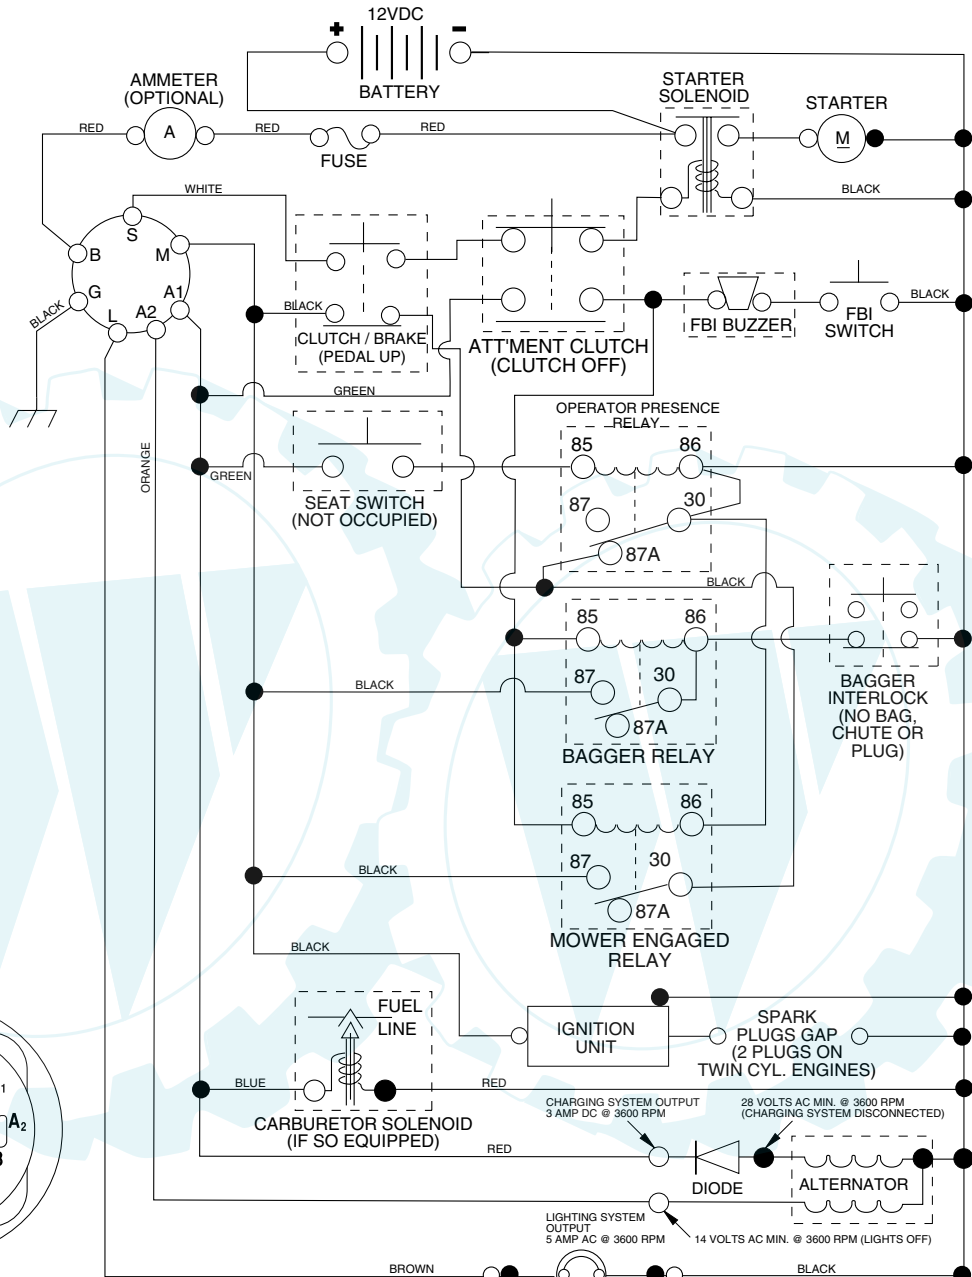 12VDC
+
−
BATTERY
AMMETER
(OPTIONAL)
STARTER
SOLENOID
STARTER
RED
A
RED
RED
FUSE
M
WHITE
BLACK
S
B
M
G
A1
L
A2
BLACK
BLACK
CLUTCH / BRAKE
(PEDAL UP)
ATT'MENT CLUTCH
(CLUTCH OFF)
FBI BUZZER
FBI
SWITCH
BLACK
GREEN
OPERATOR PRESENCE
RELAY
ORANGE
GREEN
SEAT SWITCH
(NOT OCCUPIED)
85
86
87
30
87A
BLACK
85
86
87
30
87A
BLACK
BAGGER RELAY
BAGGER
INTERLOCK
(NO BAG,
CHUTE OR
PLUG)
85
86
87
30
87A
BLACK
MOWER ENGAGED
RELAY
BLACK
FUEL
LINE
IGNITION
UNIT
SPARK
PLUGS GAP
(2 PLUGS ON
TWIN CYL. ENGINES)
1
A2
BLUE
RED
CARBURETOR SOLENOID
(IF SO EQUIPPED)
CHARGING SYSTEM OUTPUT
3 AMP DC @ 3600 RPM
28 VOLTS AC MIN. @ 3600 RPM
(CHARGING SYSTEM DISCONNECTED)
RED
DIODE
ALTERNATOR
LIGHTING SYSTEM
OUTPUT
5 AMP AC @ 3600 RPM
14 VOLTS AC MIN. @ 3600 RPM (LIGHTS OFF)
BROWN
BLACK